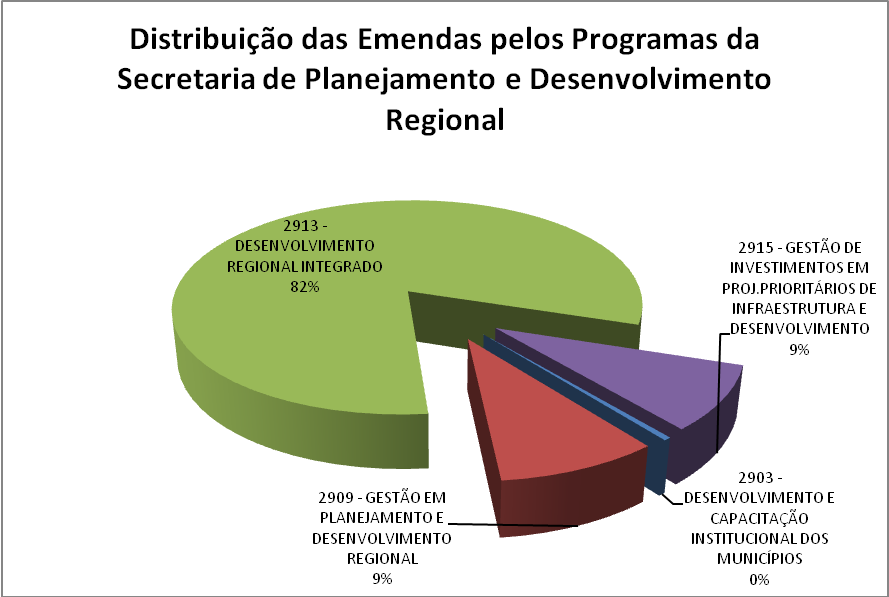 Distribuição das Emendas pelos Programas da
Secretaria de Planejamento e Desenvolvimento
Regional
2913 -
DESENVOLVIMENTO
REGIONAL INTEGRADO
82%
2915 - GESTÃO DE
INVESTIMENTOS EM
PROJ.PRIORITÁRIOS DE
INFRAESTRUTURA E
DESENVOLVIMENTO
9%
2903 -
DESENVOLVIMENTO E
CAPACITAÇÃO
INSTITUCIONAL DOS
MUNICÍPIOS
0%
2909 - GESTÃO EM
PLANEJAMENTO E
DESENVOLVIMENTO
REGIONAL
9%